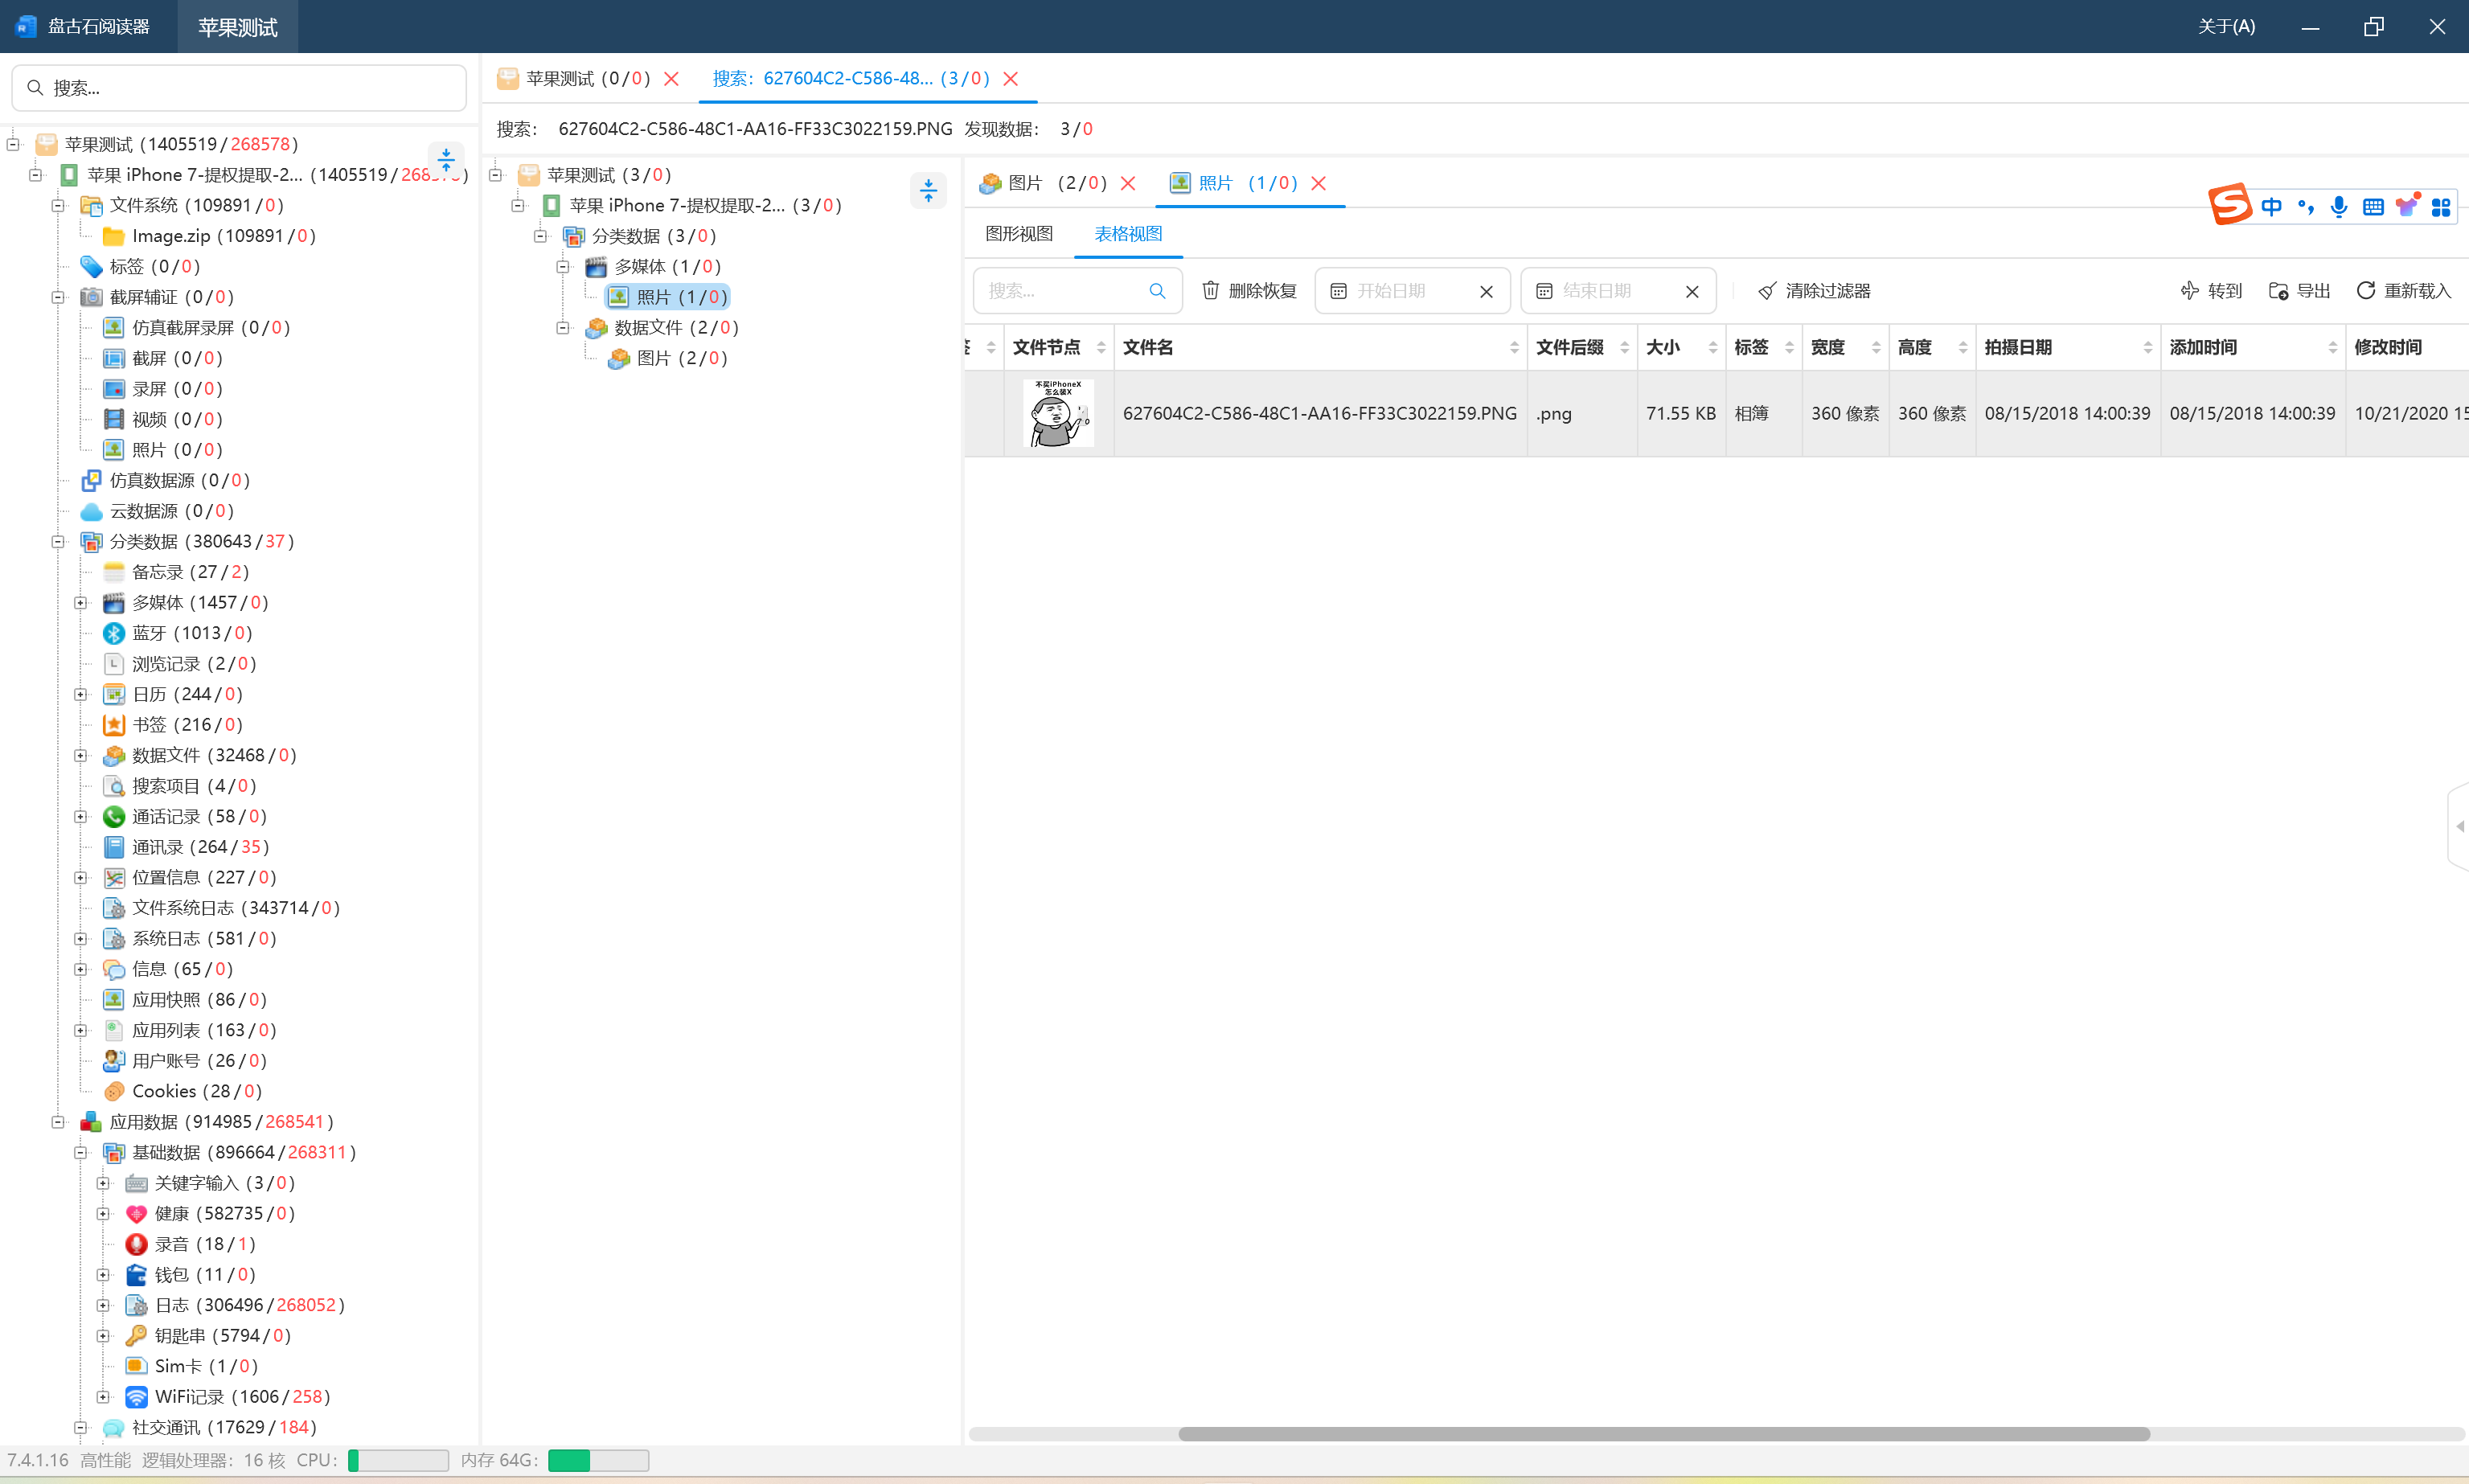 盘古石阅读器
苹果测试
关于(A)
搜索...
苹果测试 (1405519/268578)
苹果 iPhone 7-提权提取-2... (1405519/268578)
文件系统 (109891/0)
Image.zip (109891/0)
标签 (0/0)
截屏辅证 (0/0)
仿真截屏录屏 (0/0)
截屏 (0/0)
录屏 (0/0)
视频 (0/0)
照片 (0/0)
仿真数据源 (0/0)
云数据源 (0/0)
分类数据 (380643/37)
备忘录 (27/2)
多媒体 (1457/0)
蓝牙 (1013/0)
浏览记录 (2/0)
日历 (244/0)
书签 (216/0)
数据文件 (32468/0)
搜索项目 (4/0)
通话记录 (58/0)
通讯录 (264/35)
位置信息 (227/0)
文件系统日志 (343714/0)
系统日志 (581/0)
信息 (65/0)
应用快照 (86/0)
应用列表 (163/0)
用户账号 (26/0)
Cookies (28/0)
应用数据 (914985/268541)
基础数据 (896664/268311)
关键字输入 (3/0)
健康 (582735/0)
录音 (18/1)
钱包 (11/0)
日志 (306496/268052)
钥匙串 (5794/0)
Sim卡 (1/0)
WiFi记录 (1606/258)
社交通讯 (17629/184)
苹果测试 (0/0)
搜索：627604C2-C586-48... (3/0)
搜索： 627604C2-C586-48C1-AA16-FF33C3022159.PNG 发现数据： 3/0
苹果测试 (3/0)
苹果 iPhone 7-提权提取-2... (3/0)
分类数据 (3/0)
多媒体 (1/0)
照片 (1/0)
数据文件 (2/0)
图片 (2/0)
图片 (2/0)
照片 (1/0)
中
图形视图 表格视图
搜索... 删除恢复 开始日期 结束日期 清除过滤器 转到 导出 重新载入
文件节点 文件名 文件后缀 大小 标签 宽度 高度 拍摄日期 添加时间 修改时间
不买iPhoneX
怎么装X
627604C2-C586-48C1-AA16-FF33C3022159.PNG .png 71.55 KB 相簿 360 像素 360 像素 08/15/2018 14:00:39 08/15/2018 14:00:39 10/21/2020 15
7.4.1.16 高性能 逻辑处理器：16 核 CPU： 内存 64G：